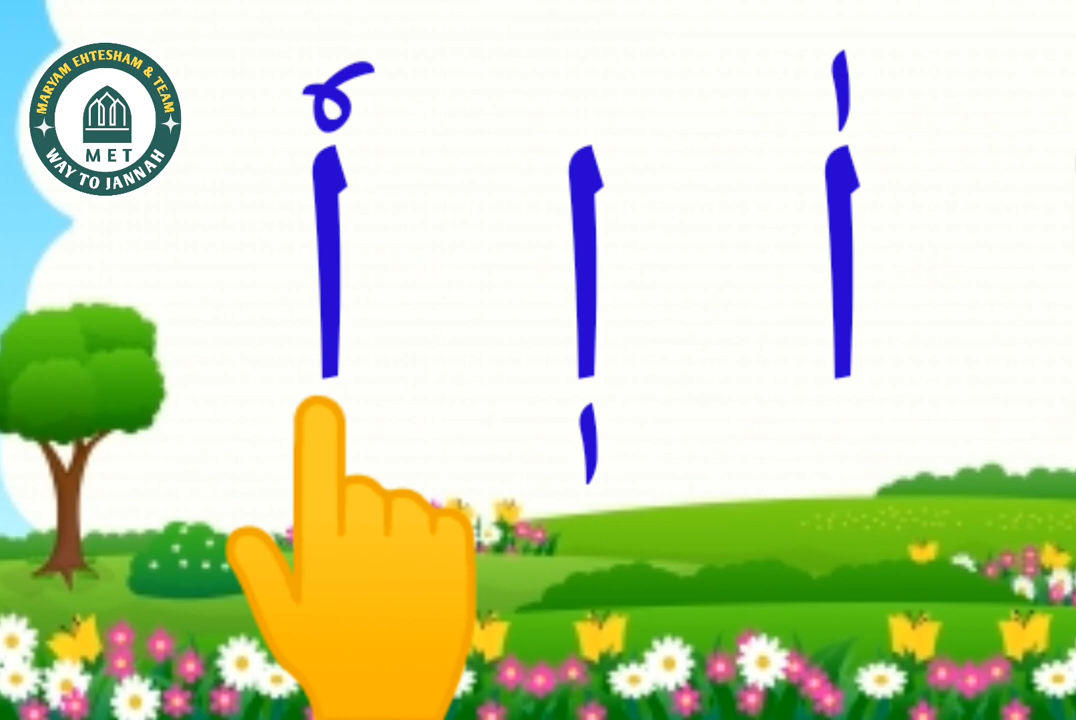 اٰ اٖ اٗ
MARYAM EHTESHAM & TEAM
MET
WAY TO JANNAH